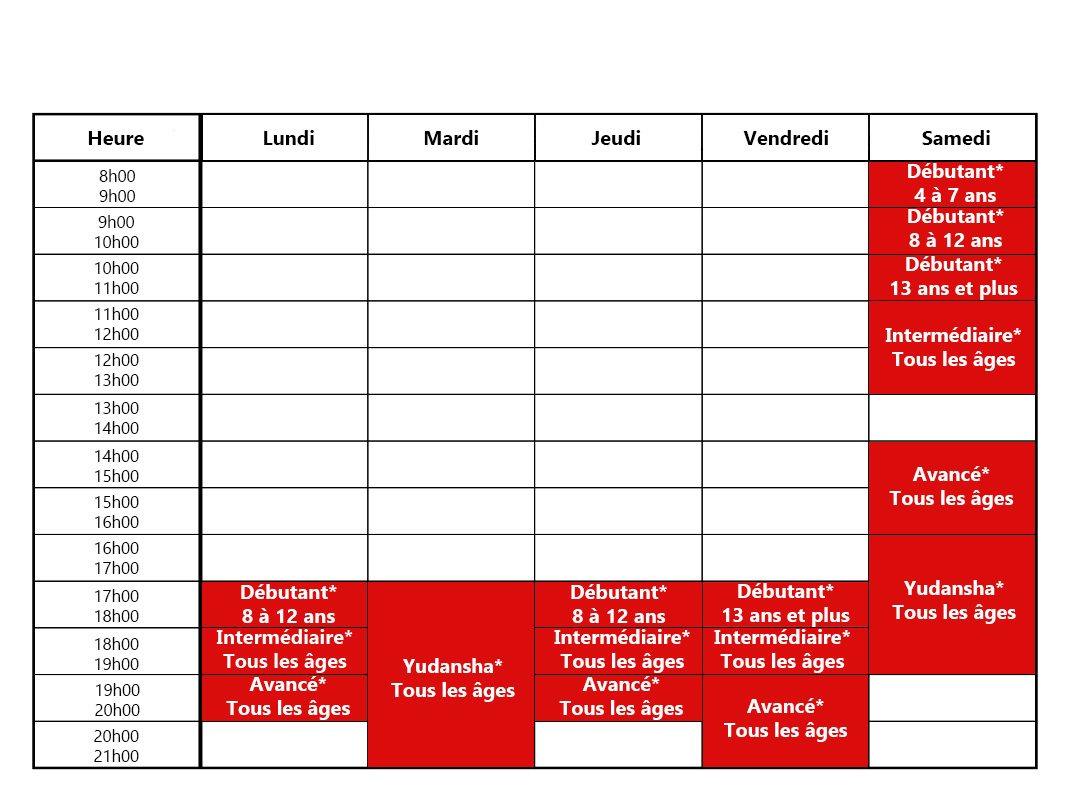 Heure Lundi Mardi Jeudi Vendredi Samedi
8h00
9h00
Débutant*
4 à 7 ans
9h00
10h00
Débutant*
8 à 12 ans
10h00
11h00
Débutant*
13 ans et plus
11h00
12h00
Intermédiaire*
Tous les âges
12h00
13h00
13h00
14h00
14h00
15h00
Avancé*
Tous les âges
15h00
16h00
16h00
17h00
Yudansha*
Tous les âges
17h00
18h00
Débutant*
8 à 12 ans
Yudansha*
Tous les âges
Débutant*
8 à 12 ans
Débutant*
13 ans et plus
18h00
19h00
Intermédiaire*
Tous les âges
Intermédiaire*
Tous les âges
Intermédiaire*
Tous les âges
19h00
20h00
Avancé*
Tous les âges
Avancé*
Tous les âges
Avancé*
Tous les âges
20h00
21h00